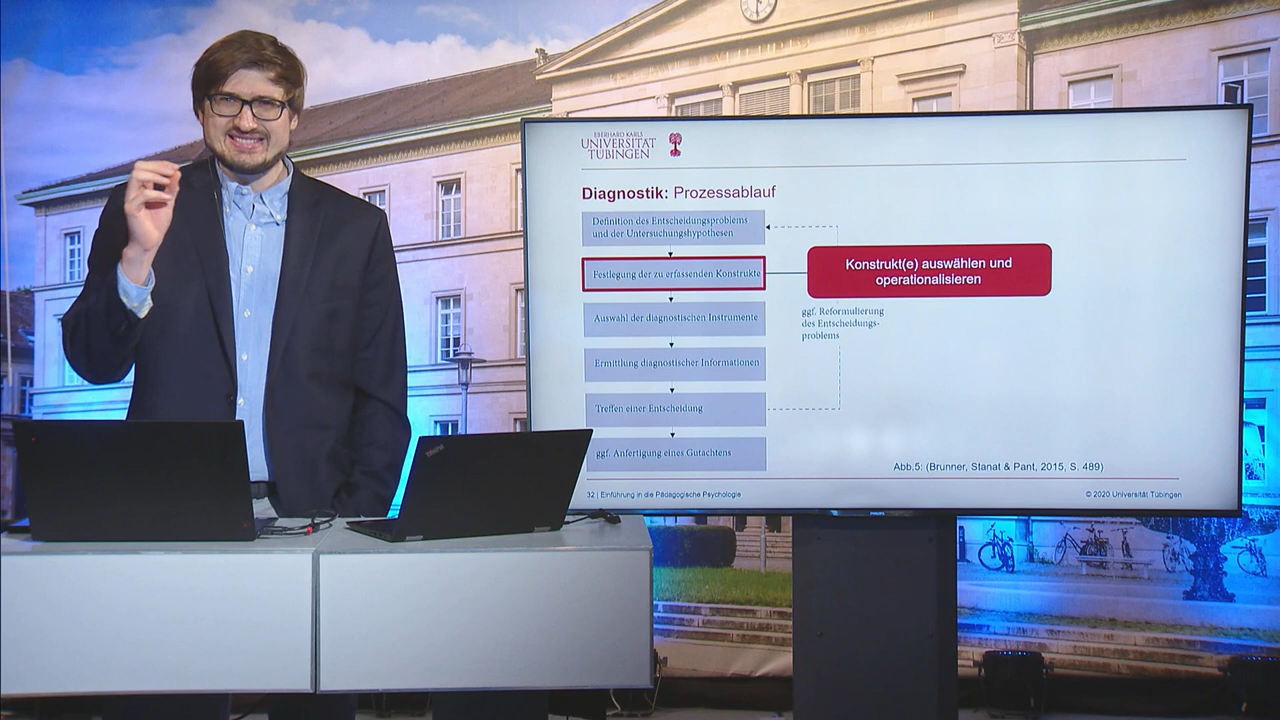 EBERHARD KARLS
UNIVERSITÄT
TÜBINGEN
Diagnostik: Prozessablauf
Definition des Entscheidungsproblems
und der Untersuchungshypothesen
Festlegung der zu erfassenden Konstrukte
Konstrukt(e) auswählen und
operationalisieren
Auswahl der diagnostischen Instrumente
ggf. Reformulierung
des Entscheidungs-
problems
Ermittlung diagnostischer Informationen
Treffen einer Entscheidung
ggf. Anfertigung eines Gutachtens
Abb.5: (Brunner, Stanat & Pant, 2015, S. 489)
32 | Einführung in die Pädagogische Psychologie
© 2020 Universität Tübingen
ThinkPad
PHILIPS